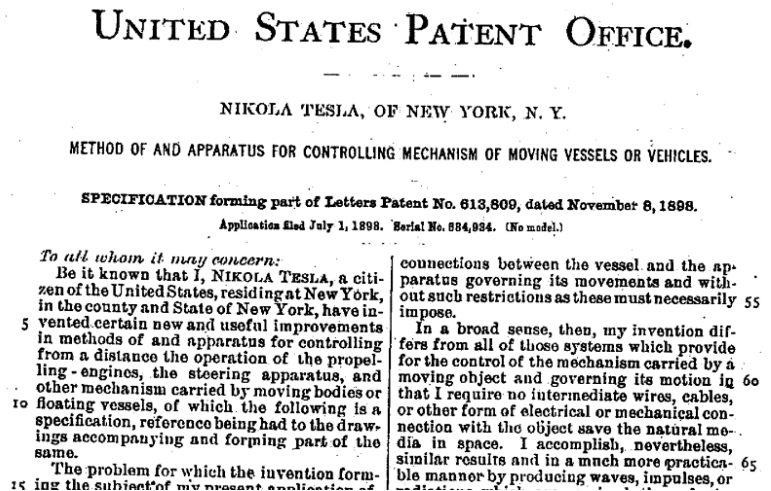 UNITED STATES PATENT OFFICE.
NIKOLA TESLA, OF NEW YORK, N. Y.
METHOD OF AND APPARATUS FOR CONTROLLING MECHANISM OF MOVING VESSELS OR VEHICLES.
SPECIFICATION forming part of Letters Patent No. 613,809, dated November 8, 1898.
Application filed July 1, 1898. Serial No. 684,934. (No model.)
To all whom it may concern:
Be it known that I, NIKOLA TESLA, a citi-
zen of the United States, residing at New York,
in the county and State of New York, have in-
5 vented certain new and useful improvements
in methods of and apparatus for controlling
from a distance the operation of the propel-
ling-engines, the steering apparatus, and
other mechanism carried by moving bodies or
10 floating vessels, of which the following is a
specification, reference being had to the draw-
ings accompanying and forming part of the
same.
The problem for which the invention form-
15 ing the subject of my present application of-
connections between the vessel and the ap-
paratus governing its movements and with-
out such restrictions as these must necessarily 55
impose.
In a broad sense, then, my invention dif-
fers from all of those systems which provide
for the control of the mechanism carried by a
moving object and governing its motion in 60
that I require no intermediate wires, cables,
or other form of electrical or mechanical con-
nection with the object save the natural me-
dia in space. I accomplish, nevertheless,
similar results and in a much more practica- 65
ble manner by producing waves, impulses, or